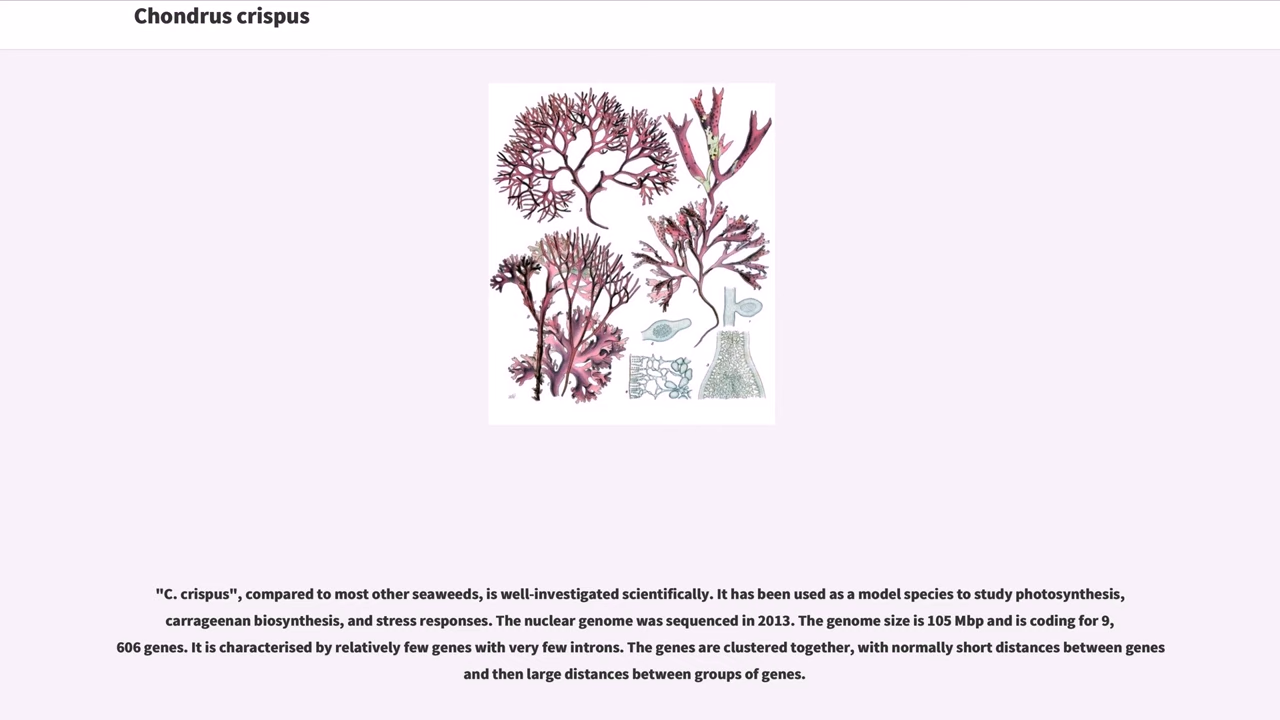 Chondrus crispus
"C. crispus", compared to most other seaweeds, is well-investigated scientifically. It has been used as a model species to study photosynthesis,
carrageenan biosynthesis, and stress responses. The nuclear genome was sequenced in 2013. The genome size is 105 Mbp and is coding for 9,
606 genes. It is characterised by relatively few genes with very few introns. The genes are clustered together, with normally short distances between genes
and then large distances between groups of genes.